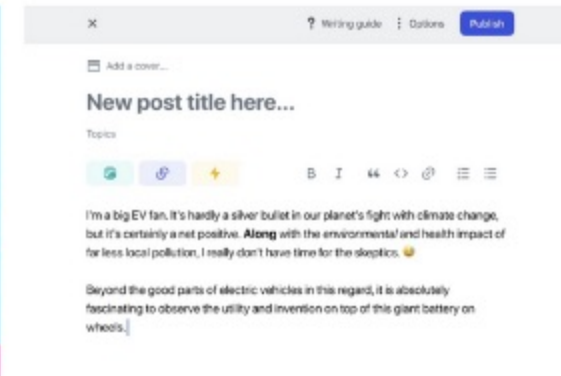 ? Writing guide
Options
Publish
Add a cover...
New post title here...
Topics
B I “ <>
I'm a big EV fan. It's hardly a silver bullet in our planet's fight with climate change,
but it's certainly a net positive. Along with the environmental and health impact of
far less local pollution, I really don't have time for the skeptics. 😅
Beyond the good parts of electric vehicles in this regard, it is absolutely
fascinating to observe the utility and invention on top of this giant battery on
wheels.